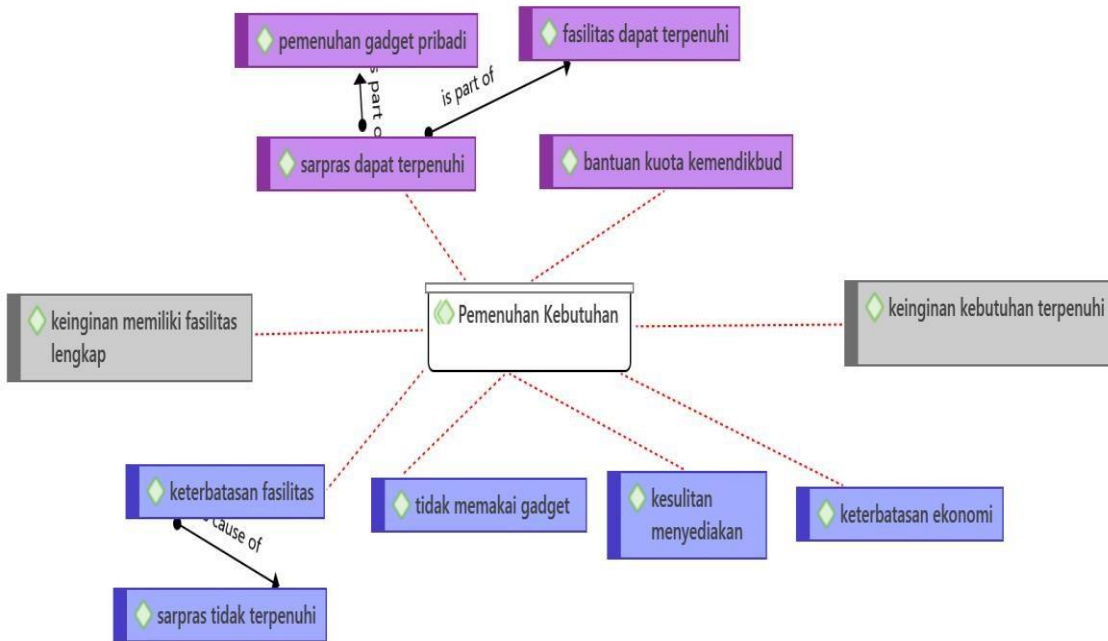 pemenuhan gadget pribadi
fasilitas dapat terpenuhi
is part of
sarpras dapat terpenuhi
bantuan kuota kemendikbud
Pemenuhan Kebutuhan
keinginan memiliki fasilitas
lengkap
keinginan kebutuhan terpenuhi
keterbatasan fasilitas
tidak memakai gadget
kesulitan
menyediakan
keterbatasan ekonomi
cause of
sarpras tidak terpenuhi